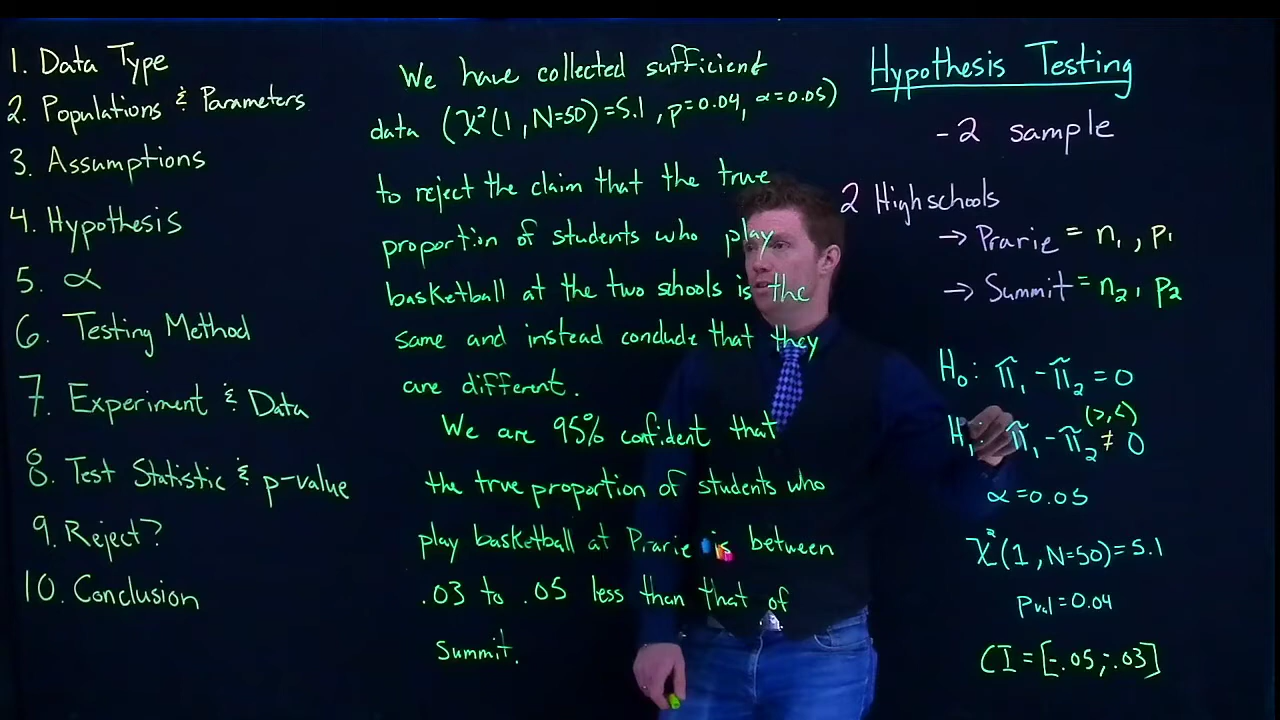 1. Data Type
2. Populations & Parameters
3. Assumptions
4. Hypothesis
5. α
6. Testing Method
7. Experiment & Data
8. Test Statistic & p-value
9. Reject?
10. Conclusion
We have collected sufficient
data (χ²(1, N=50)=5.1, p=0.04, α=0.05)
to reject the claim that the true
proportion of students who play
basketball at the two shools is the
same and instead conclude that they
are different.
We are 95% confident that
the true proportion of students who
play basketball at Prarie is between
.03 to .05 less than that of
Summit.
Hypothesis Testing
- 2 sample
2 Highschools
→ Prarie = n₁, p₁
→ Summit = n₂, p₂
H₀: π₁ - π₂ = 0
(>,<)
H₁: π₁ - π₂ ≠ 0
α = 0.05
χ²(1, N=50) = 5.1
Pval = 0.04
CI = [-.05, -.03]